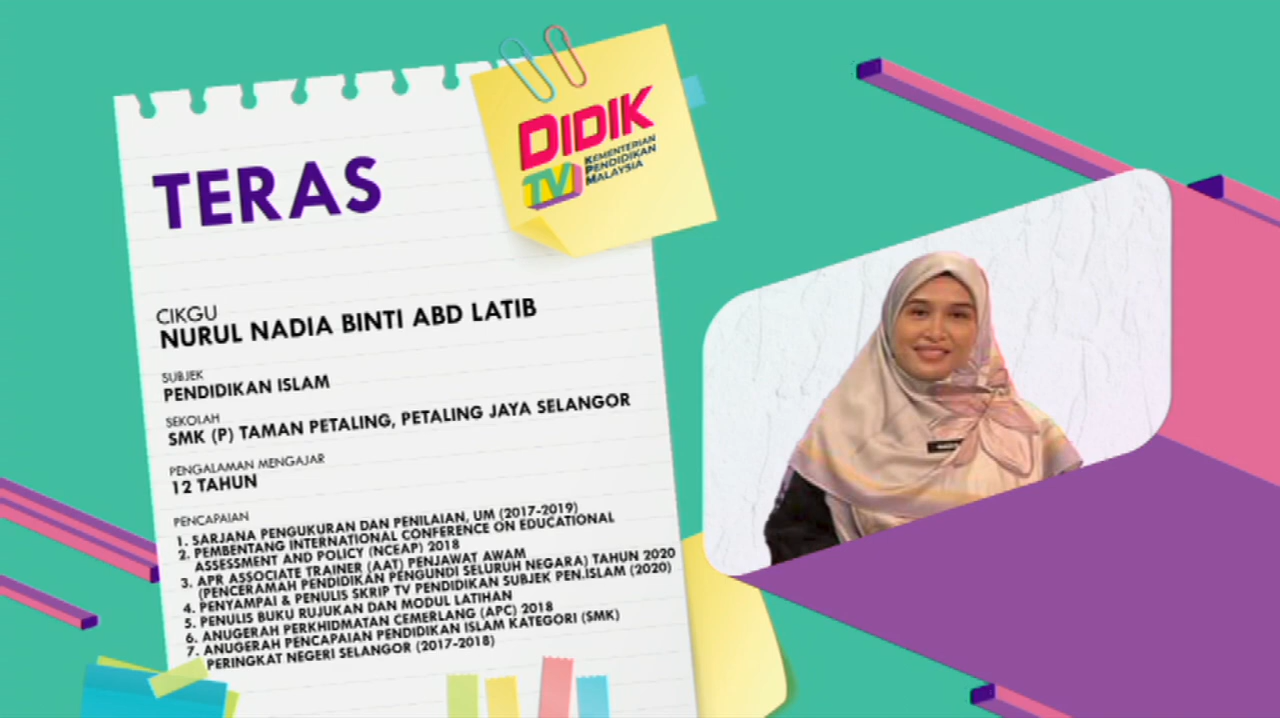 TERAS
DIDIK
TV
KEMENTERIAN
PENDIDIKAN
MALAYSIA
CIKGU
NURUL NADIA BINTI ABD LATIB
SUBJEK
PENDIDIKAN ISLAM
SEKOLAH
SMK (P) TAMAN PETALING, PETALING JAYA SELANGOR
PENGALAMAN MENGAJAR
12 TAHUN
PENCAPAIAN
1. SARJANA PENGUKURAN DAN PENILAIAN, UM (2017-2019)
2. PEMBENTANG INTERNATIONAL CONFERENCE ON EDUCATIONAL
ASSESSMENT AND POLICY (NCEAP) 2018
3. APR ASSOCIATE TRAINER (AAT) PENJAWAT AWAM
(PENCERAMAH PENDIDIKAN PENGUNDI SELURUH NEGARA) TAHUN 2020
4. PENYAMPAI & PENULIS SKRIP TV PENDIDIKAN SUBJEK PEN.ISLAM (2020)
5. PENULIS BUKU RUJUKAN DAN MODUL LATIHAN
6. ANUGERAH PERKHIDMATAN CEMERLANG (APC) 2018
7. ANUGERAH PENCAPAIAN PENDIDIKAN ISLAM KATEGORI (SMK)
PERINGKAT NEGERI SELANGOR (2017-2018)